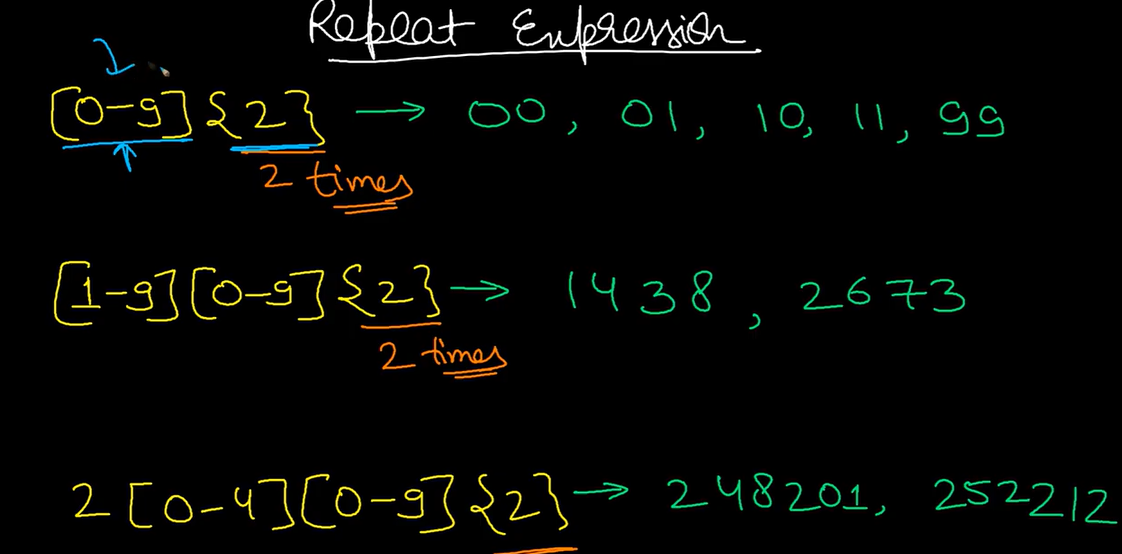 Repeat Expression
[0-9]{2} → 00, 01, 10, 11, 99
2 times
[1-9][0-9]{2} → 1438, 2673
2 times
2[0-4][0-9]{2} → 248201, 252212